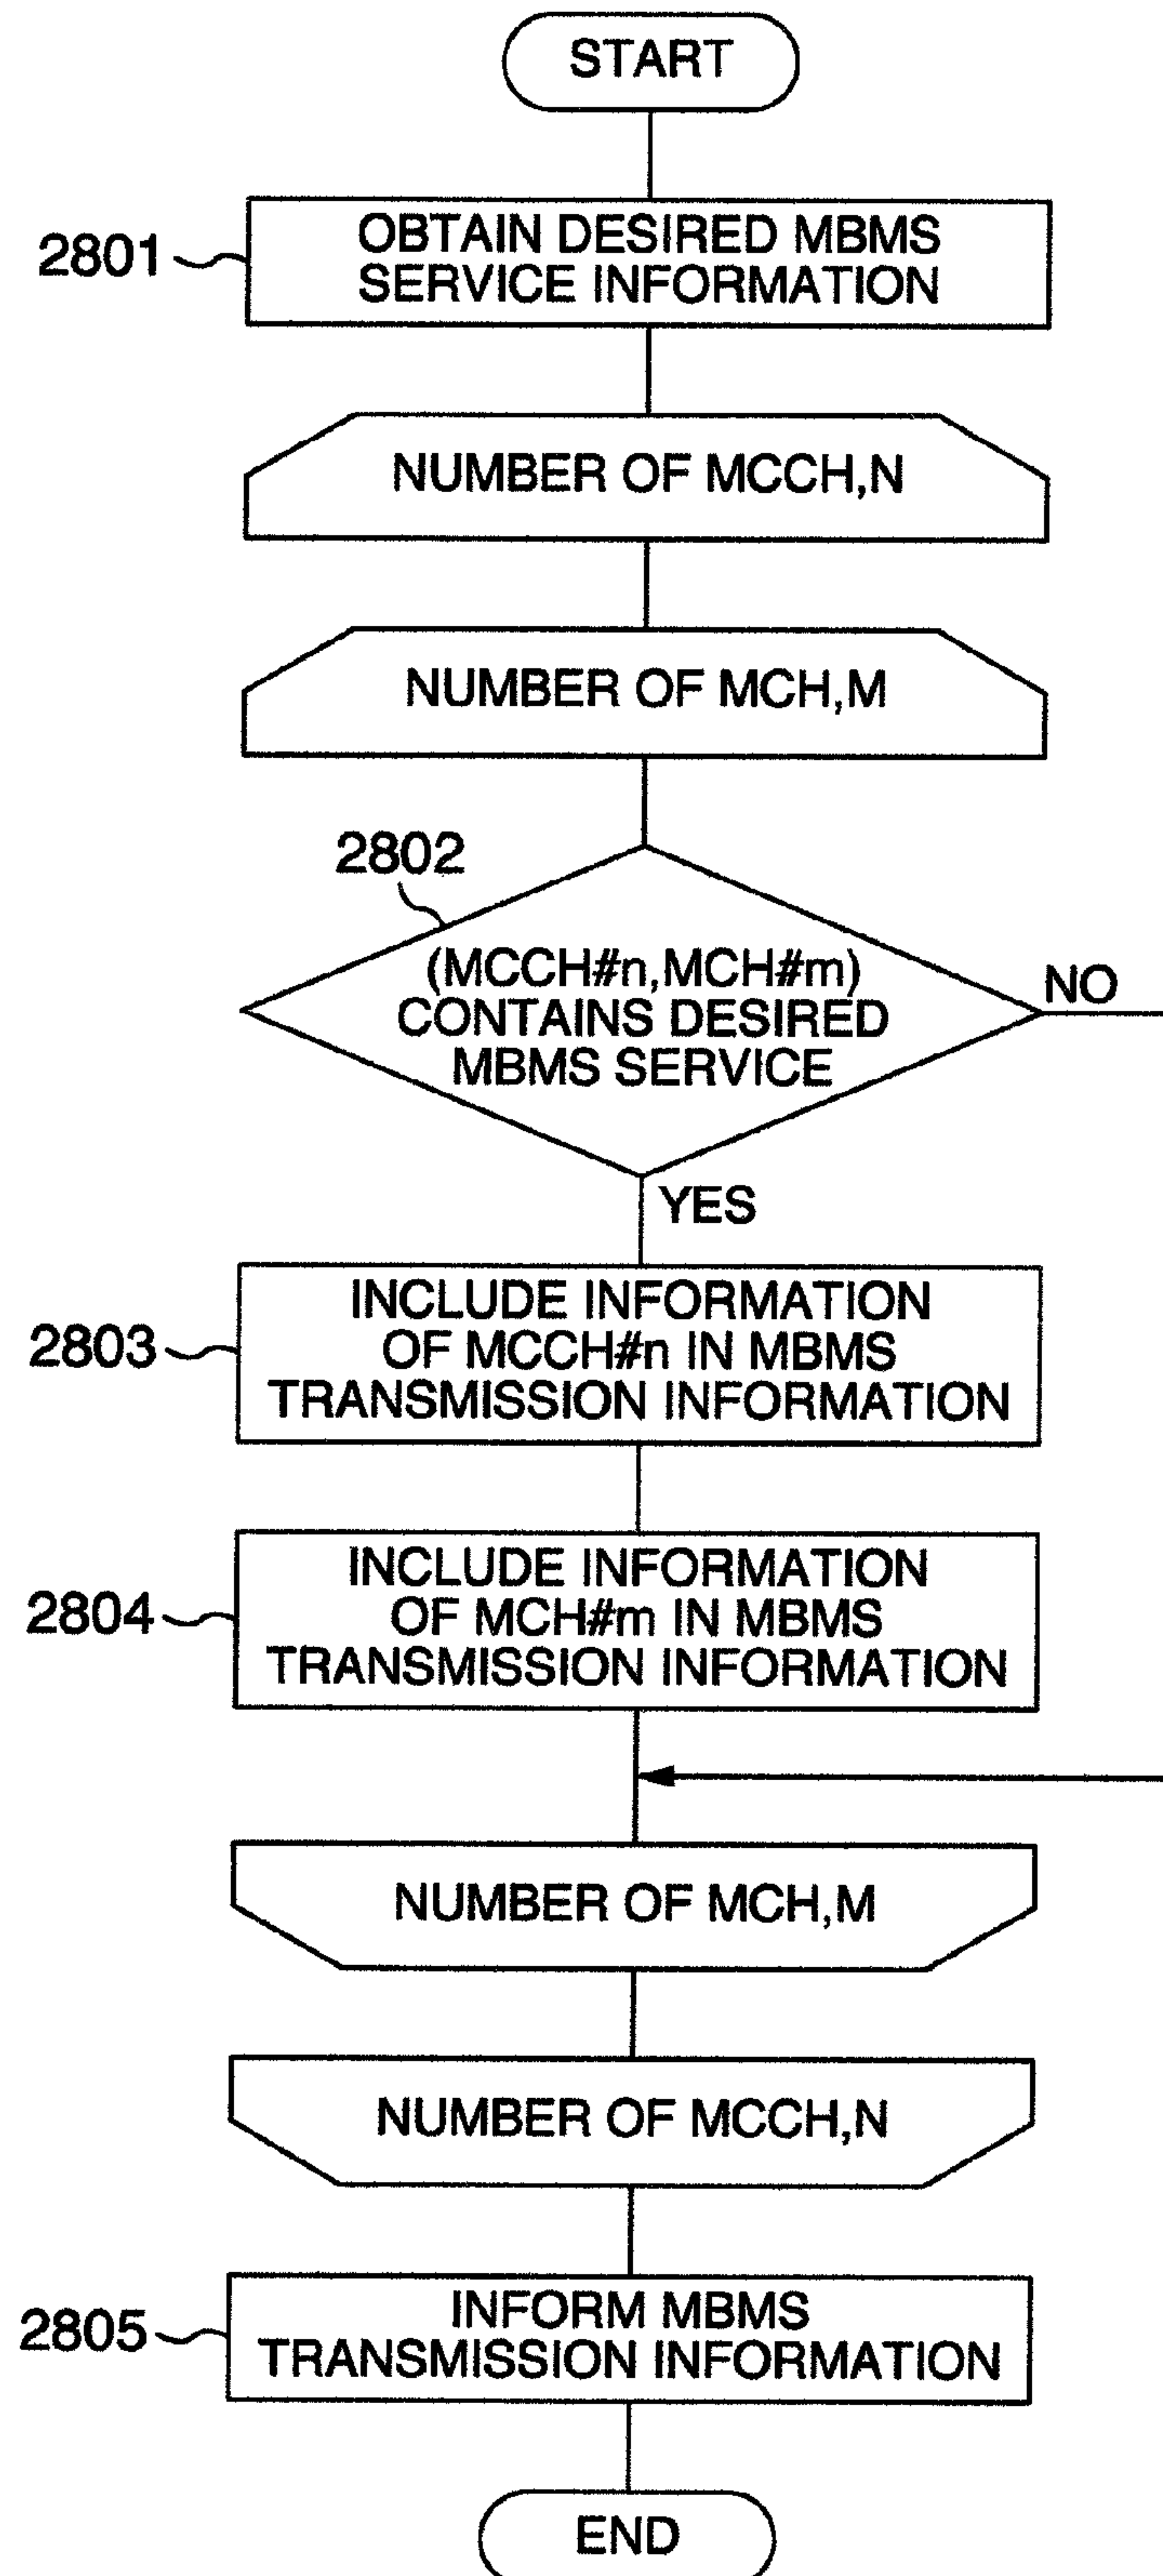 START
2801
OBTAIN DESIRED MBMS
SERVICE INFORMATION
NUMBER OF MCCH,N
NUMBER OF MCH,M
2802
(MCCH#n,MCH#m)
CONTAINS DESIRED
MBMS SERVICE
NO
YES
2803
INCLUDE INFORMATION
OF MCCH#n IN MBMS
TRANSMISSION INFORMATION
2804
INCLUDE INFORMATION
OF MCH#m IN MBMS
TRANSMISSION INFORMATION
NUMBER OF MCH,M
NUMBER OF MCCH,N
2805
INFORM MBMS
TRANSMISSION INFORMATION
END